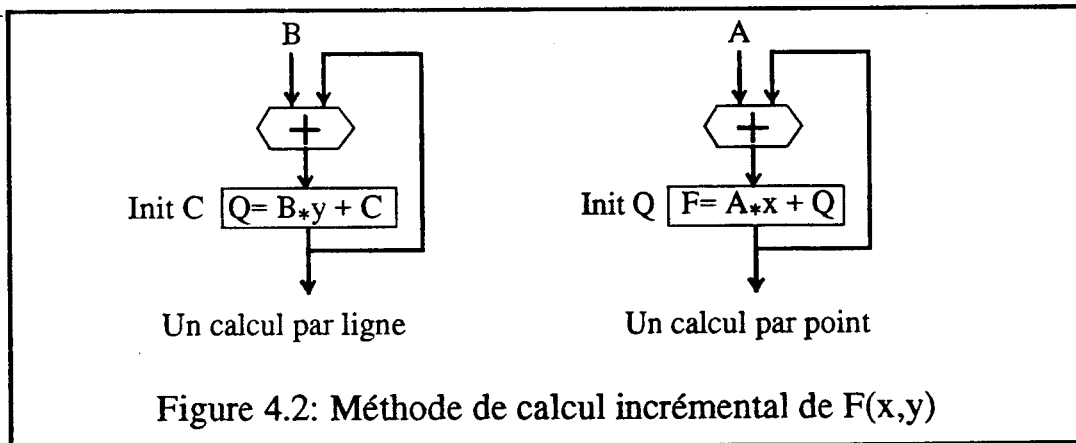 B
A
+
+
Init C
Q= B*y + C
Init Q
F= A*x + Q
Un calcul par ligne
Un calcul par point
Figure 4.2: Méthode de calcul incrémental de F(x,y)